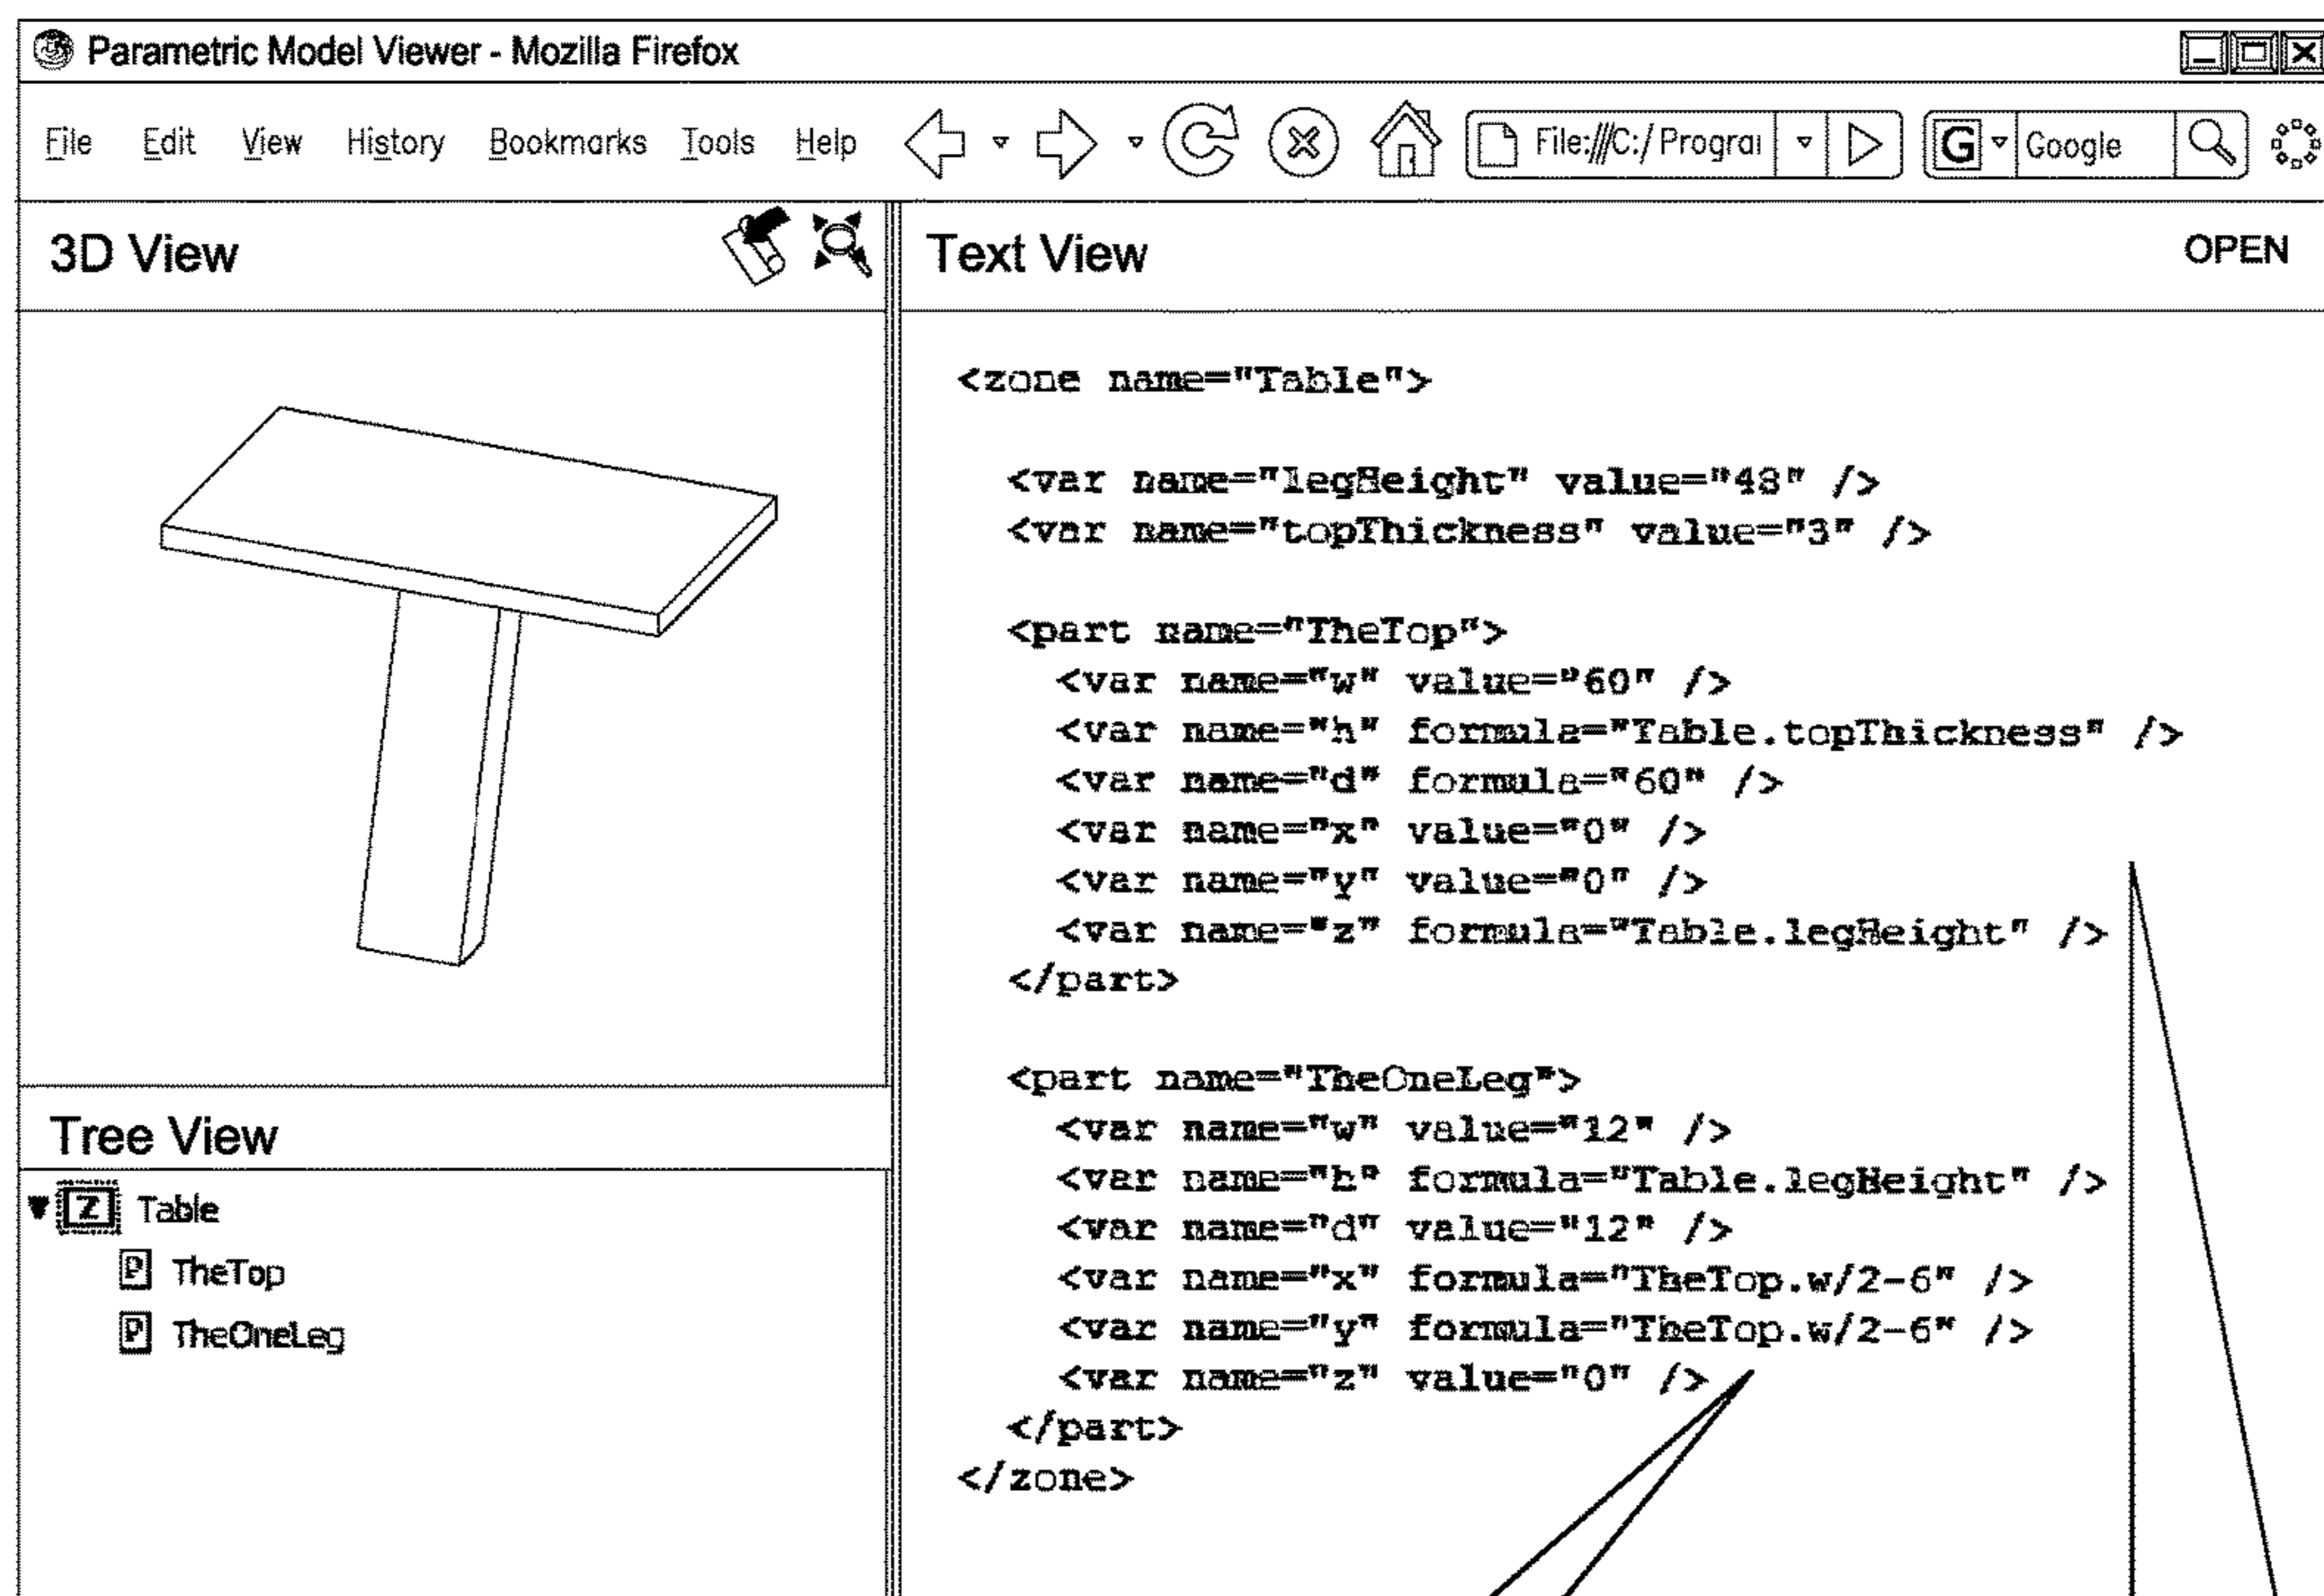 Parametric Model Viewer - Mozilla Firefox
File Edit View History Bookmarks Tools Help File:///C:/Prograi G Google
3D View
Text View OPEN
<zone name="Table">
<var name="legHeight" value="48" />
<var name="topThickness" value="3" />
<part name="TheTop">
<var name="w" value="60" />
<var name="h" formula="Table.topThickness" />
<var name="d" formula="60" />
<var name="x" value="0" />
<var name="y" value="0" />
<var name="z" formula="Table.legHeight" />
</part>
<part name="TheOneLeg">
<var name="w" value="12" />
<var name="h" formula="Table.legHeight" />
<var name="d" value="12" />
<var name="x" formula="TheTop.w/2-6" />
<var name="y" formula="TheTop.w/2-6" />
<var name="z" value="0" />
</part>
</zone>
Tree View
Z Table
P TheTop
P TheOneLeg